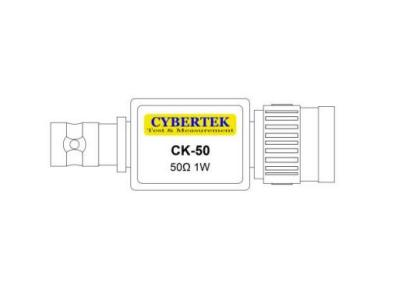 CYBERTEK
Test & Measurement
CK-50
50Ω 1W